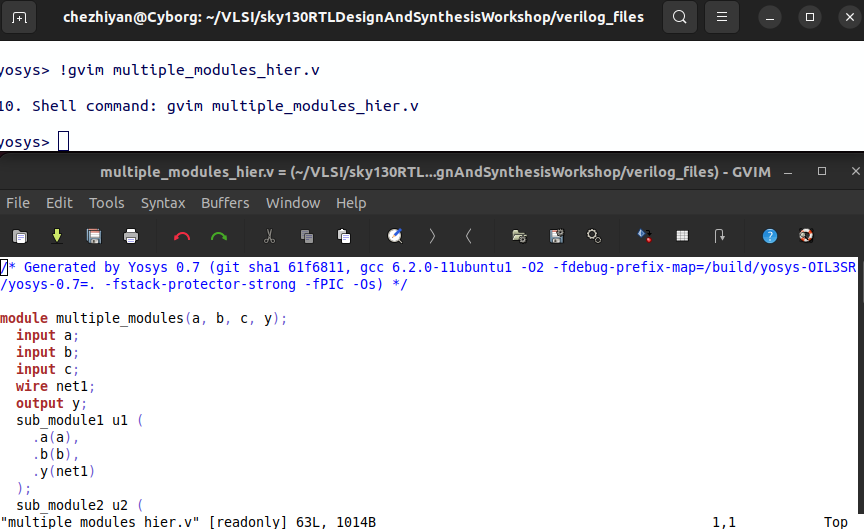 chezhiyan@Cyborg: ~/VLSI/sky130RTLDesignAndSynthesisWorkshop/verilog_files
yosys> !gvim multiple_modules_hier.v
10. Shell command: gvim multiple_modules_hier.v
yosys>
multiple_modules_hier.v = (~/VLSI/sky130RTL...gnAndSynthesisWorkshop/verilog_files) - GVIM
File Edit Tools Syntax Buffers Window Help
/* Generated by Yosys 0.7 (git sha1 61f6811, gcc 6.2.0-11ubuntu1 -O2 -fdebug-prefix-map=/build/yosys-OIL3SR
/yosys-0.7=. -fstack-protector-strong -fPIC -Os) */
module multiple_modules(a, b, c, y);
  input a;
  input b;
  input c;
  wire net1;
  output y;
  sub_module1 u1 (
    .a(a),
    .b(b),
    .y(net1)
  );
  sub_module2 u2 (
"multiple_modules_hier.v" [readonly] 63L, 1014B 1,1 Top